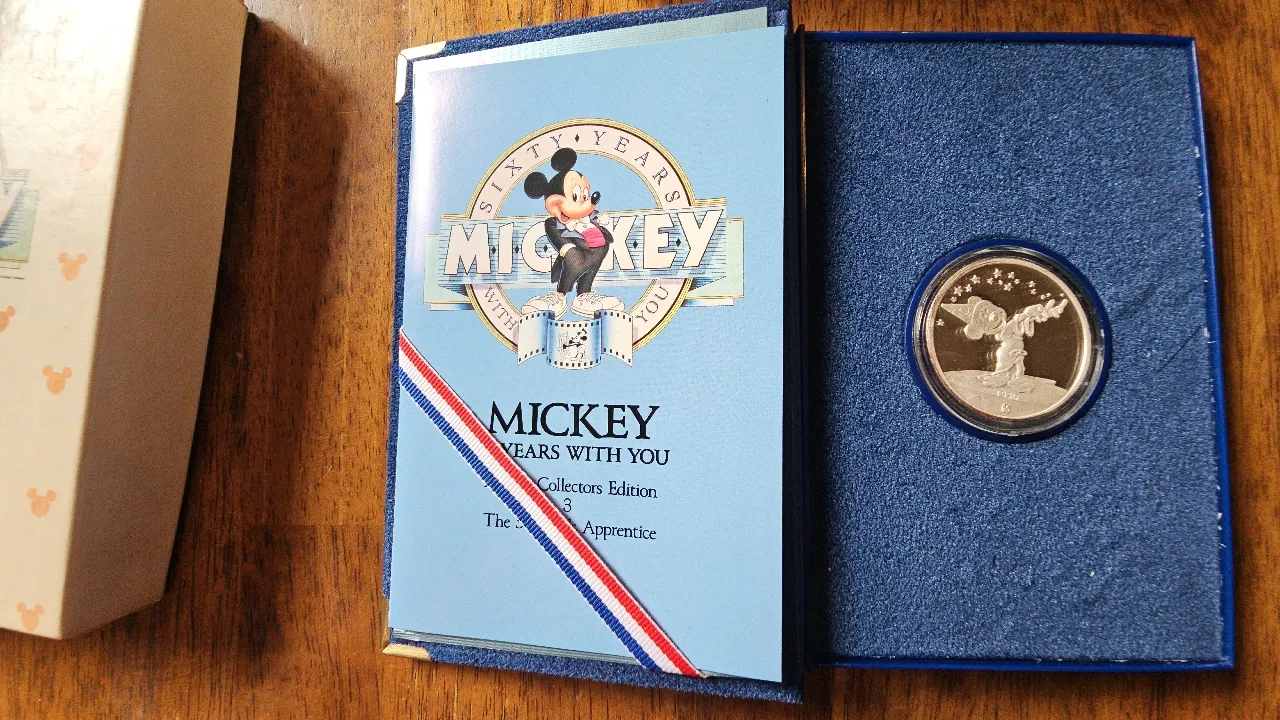 SIXTY • YEARS
MICKEY
WITH YOU
MICKEY
YEARS WITH YOU
Collectors Edition
3
The Apprentice